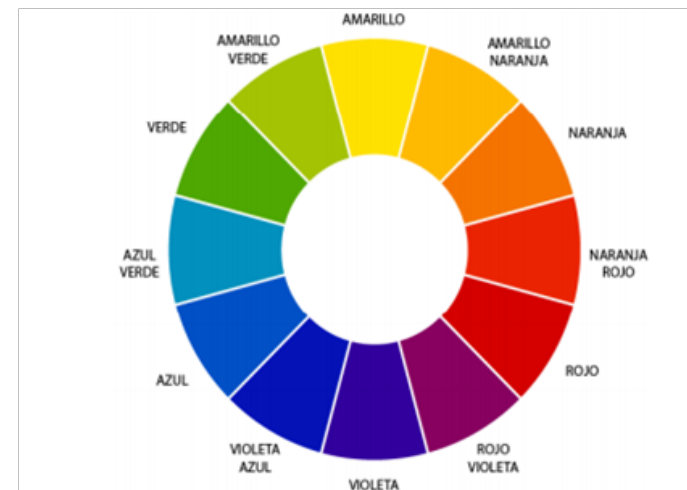 AMARILLO
AMARILLO
NARANJA
NARANJA
NARANJA
ROJO
ROJO
ROJO
VIOLETA
VIOLETA
VIOLETA
AZUL
AZUL
AZUL
VERDE
VERDE
AMARILLO
VERDE